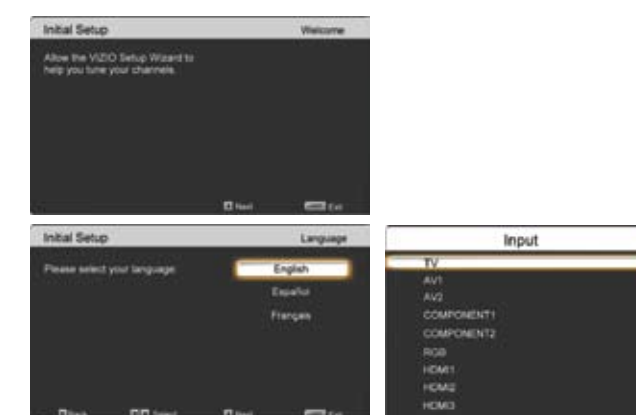 Initial Setup Welcome
Allow the VIZIO Setup Wizard to
help you tune your channels.
Next Exit
Initial Setup Language
Please select your language:
English
Español
Français
Back Select Next Exit
Input
TV
AV1
AV2
COMPONENT1
COMPONENT2
RGB
HDMI1
HDMI2
HDMI3